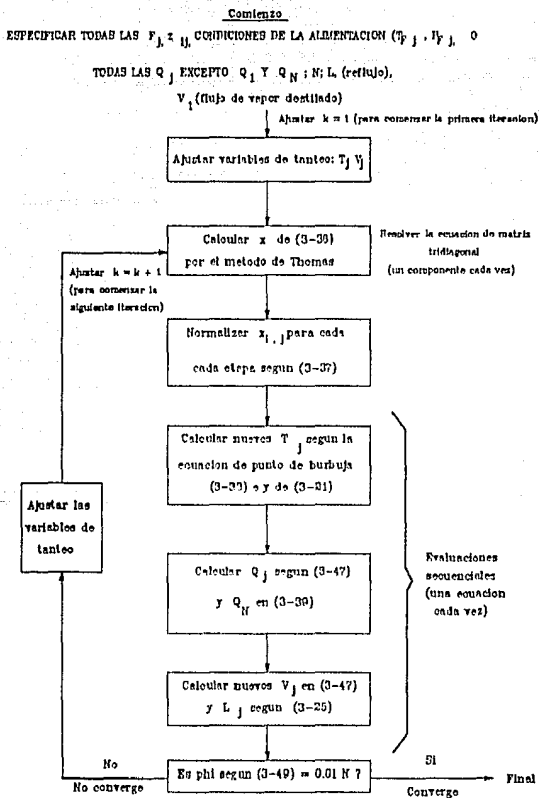 Comienzo
ESPECIFICAR TODAS LAS F j, z ij, CONDICIONES DE LA ALIMENTACION (T F j , P F j, O
TODAS LAS Q j EXCEPTO Q 1 Y Q N ; N; L, (reflujo),
V 1 (flujo de vapor destilado)
Ajustar k = 1 (para comenzar la primera iteracion)
Ajustar variables de tanteo: T j V j
Calcular x de (3-36)
por el metodo de Thomas
Resolver la ecuacion de matriz
tridiagonal
(un componente cada vez)
Ajustar k = k + 1
(para comenzar la
siguiente iteracion)
Normalizar x i , j para cada
cada etapa segun (3-37)
Calcular nuevos T j segun la
ecuacion de punto de burbuja
(3-33) e y de (3-21)
Calcular Q j segun (3-47)
y Q N en (3-39)
Calcular nuevos V j en (3-47)
y L j segun (3-25)
Evaluaciones
secuenciales
(una ecuacion
cada vez)
Ajustar las
variables de
tanteo
Es phi segun (3-49) = 0.01 N ?
No
No converge
Si
Converge
Final